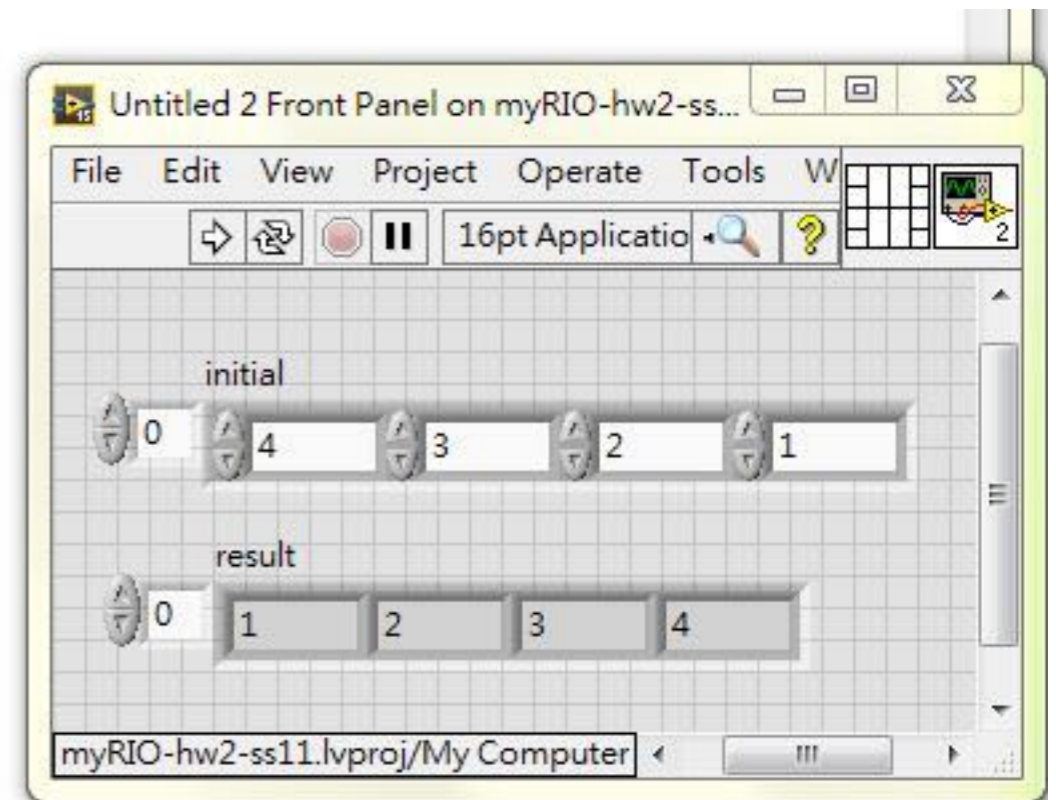 Untitled 2 Front Panel on myRIO-hw2-ss...
File Edit View Project Operate Tools W
16pt Applicatio ? 2
initial
0 4 3 2 1
result
0 1 2 3 4
myRIO-hw2-ss11.lvproj/My Computer